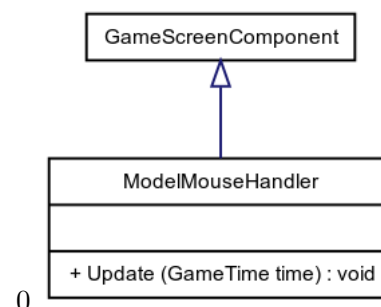 GameScreenComponent
ModelMouseHandler
+ Update (GameTime time) : void
0